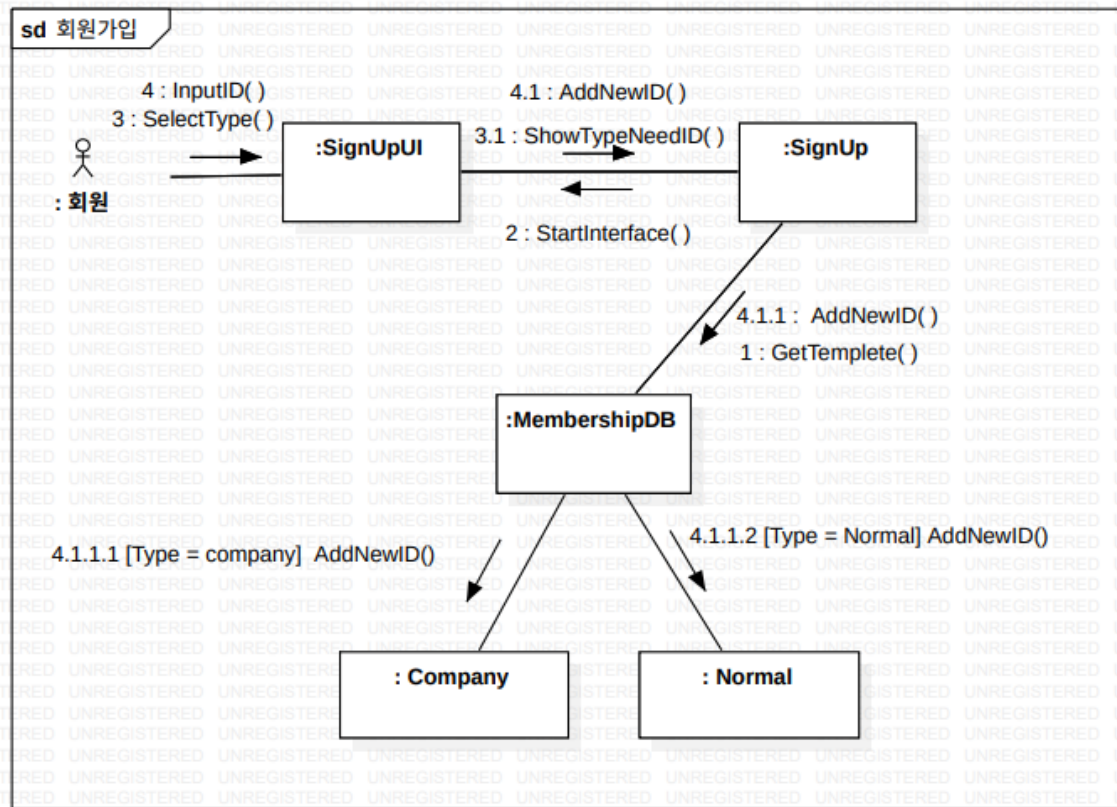 sd 회원가입
4 : InputID( )
3 : SelectType( )
4.1 : AddNewID( )
3.1 : ShowTypeNeedID( )
:SignUpUI
:SignUp
: 회원
2 : StartInterface( )
4.1.1 : AddNewID( )
1 : GetTemplete( )
:MembershipDB
4.1.1.1 [Type = company] AddNewID()
4.1.1.2 [Type = Normal] AddNewID()
: Company
: Normal
UNREGISTERED